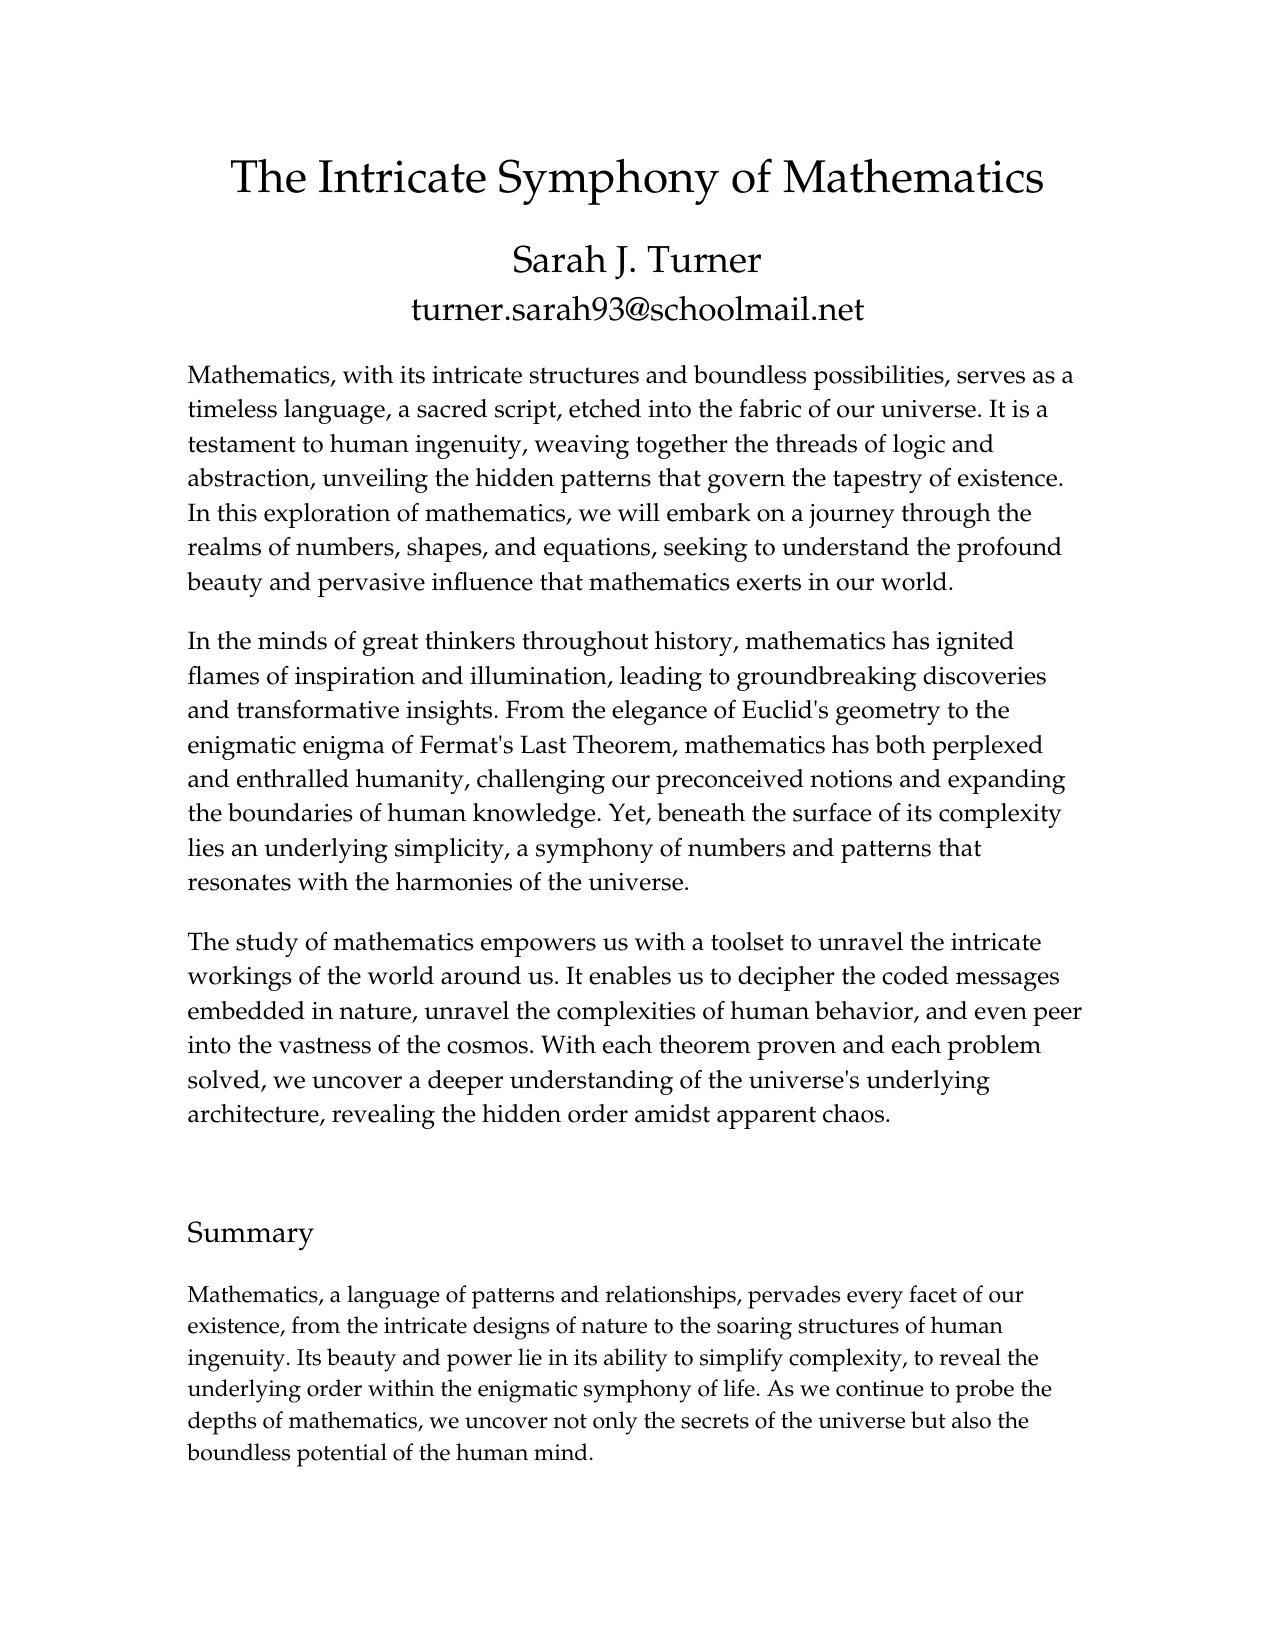 The Intricate Symphony of Mathematics
Sarah J. Turner
turner.sarah93@schoolmail.net
Mathematics, with its intricate structures and boundless possibilities, serves as a
timeless language, a sacred script, etched into the fabric of our universe. It is a
testament to human ingenuity, weaving together the threads of logic and
abstraction, unveiling the hidden patterns that govern the tapestry of existence.
In this exploration of mathematics, we will embark on a journey through the
realms of numbers, shapes, and equations, seeking to understand the profound
beauty and pervasive influence that mathematics exerts in our world.
In the minds of great thinkers throughout history, mathematics has ignited
flames of inspiration and illumination, leading to groundbreaking discoveries
and transformative insights. From the elegance of Euclid's geometry to the
enigmatic enigma of Fermat's Last Theorem, mathematics has both perplexed
and enthralled humanity, challenging our preconceived notions and expanding
the boundaries of human knowledge. Yet, beneath the surface of its complexity
lies an underlying simplicity, a symphony of numbers and patterns that
resonates with the harmonies of the universe.
The study of mathematics empowers us with a toolset to unravel the intricate
workings of the world around us. It enables us to decipher the coded messages
embedded in nature, unravel the complexities of human behavior, and even peer
into the vastness of the cosmos. With each theorem proven and each problem
solved, we uncover a deeper understanding of the universe's underlying
architecture, revealing the hidden order amidst apparent chaos.
Summary
Mathematics, a language of patterns and relationships, pervades every facet of our
existence, from the intricate designs of nature to the soaring structures of human
ingenuity. Its beauty and power lie in its ability to simplify complexity, to reveal the
underlying order within the enigmatic symphony of life. As we continue to probe the
depths of mathematics, we uncover not only the secrets of the universe but also the
boundless potential of the human mind.